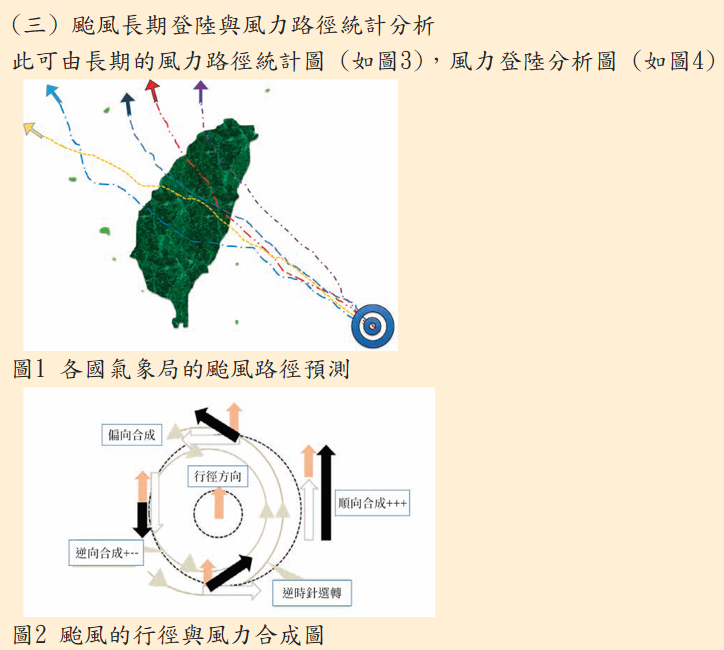 (三) 颱風長期登陸與風力路徑統計分析
此可由長期的風力路徑統計圖 (如圖3),風力登陸分析圖 (如圖4)
圖1 各國氣象局的颱風路徑預測
偏向合成
行徑方向
順向合成+++
逆向合成+--
逆時針選轉
圖2 颱風的行徑與風力合成圖